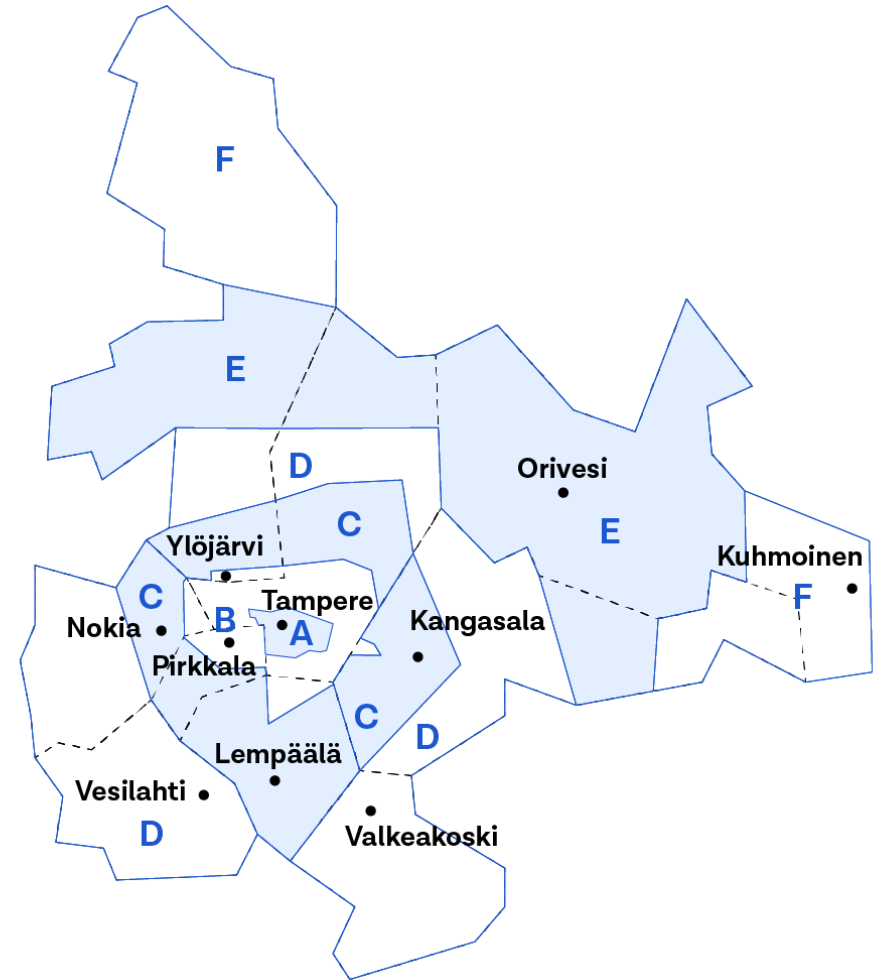 F
E
D
Orivesi
C
E
Ylöjärvi
Kuhmoinen
C
F
Tampere
B
A
Nokia
Kangasala
Pirkkala
C
D
Lempäälä
Vesilahti
D
Valkeakoski